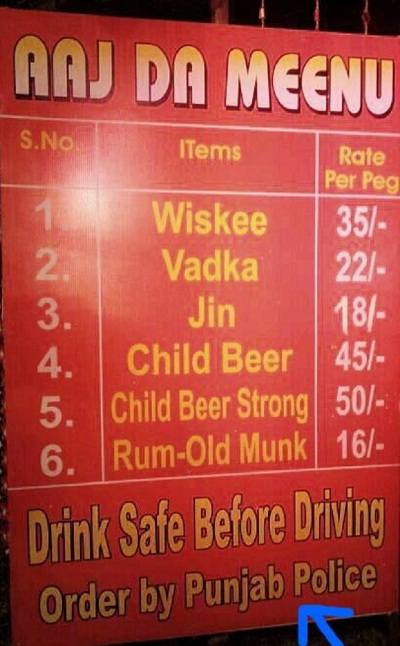 AAJ DA MEENU
S.No. ITems Rate Per Peg
1. Wiskee 35/-
2. Vadka 22/-
3. Jin 18/-
4. Child Beer 45/-
5. Child Beer Strong 50/-
6. Rum-Old Munk 16/-
Drink Safe Before Driving
Order by Punjab Police